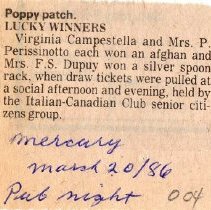 Poppy patch.
LUCKY WINNERS
Virginia Campestella and Mrs. P.
Perissinotto each won an afghan and
Mrs. F.S. Dupuy won a silver spoon
rack, when draw tickets were pulled at
a social afternoon and evening, held by
the Italian-Canadian Club senior citi-
zens group.
mercury
march 20/86
Pub night 004